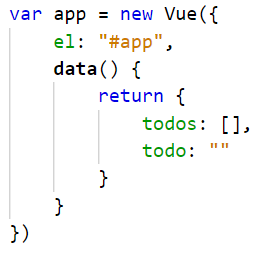 var app = new Vue({
    el: "#app",
    data() {
        return {
            todos: [],
            todo: ""
        }
    }
})